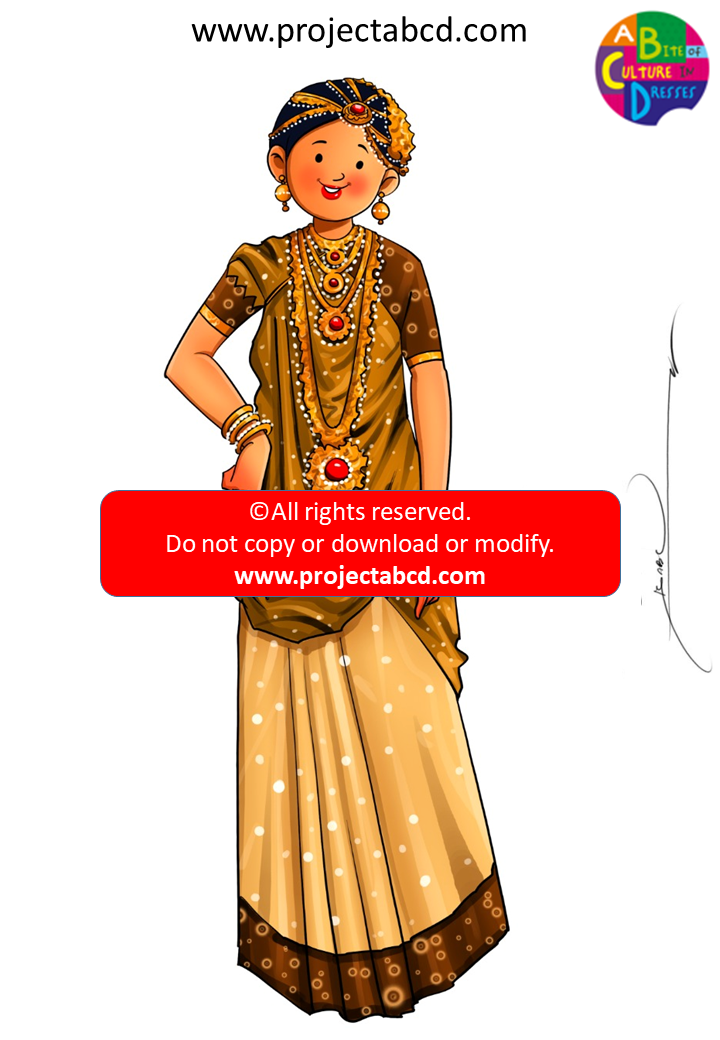 www.projectabcd.com
A BITE OF
CULTURE IN
DRESSES
©All rights reserved.
Do not copy or download or modify.
www.projectabcd.com